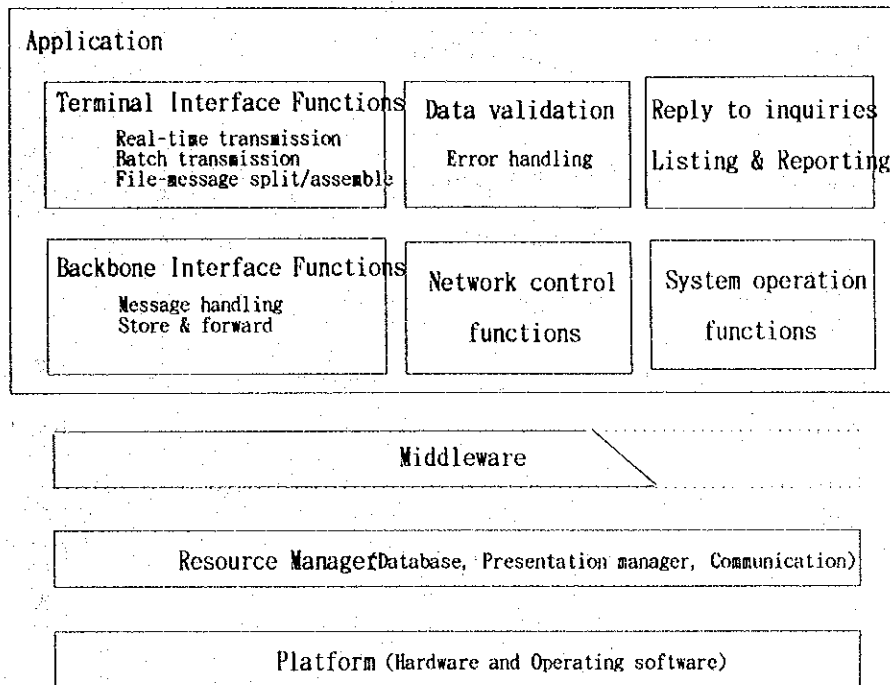 Application
Terminal Interface Functions
Real-time transmission
Batch transmission
File-message split/assemble
Data validation
Error handling
Reply to inquiries
Listing & Reporting
Backbone Interface Functions
Message handling
Store & forward
Network control
functions
System operation
functions
Middleware
Resource Manager(Database, Presentation manager, Communication)
Platform (Hardware and Operating software)